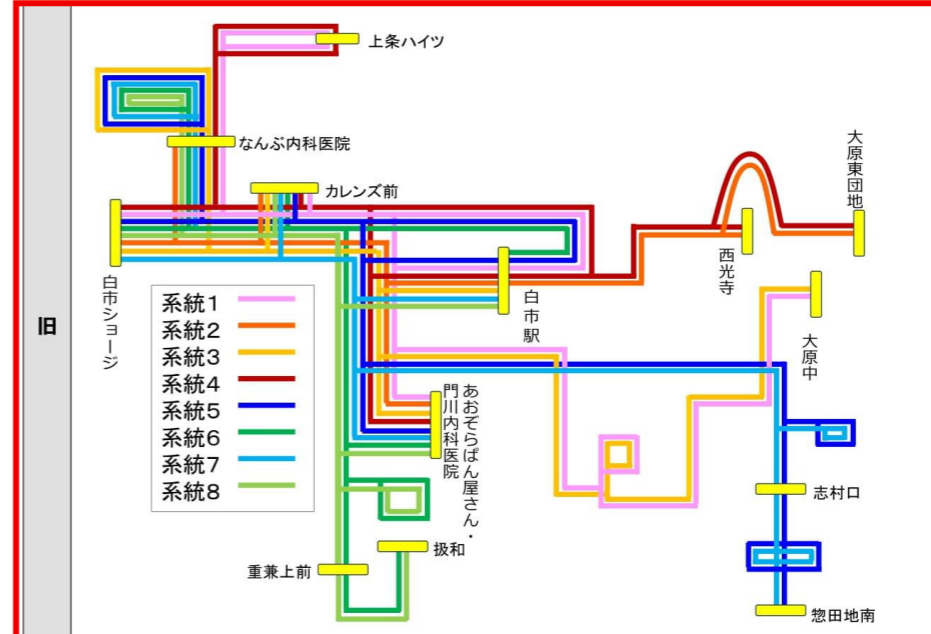 旧
上条ハイツ
なんぶ内科医院
カレンズ前
白市ショージ
系統1
系統2
系統3
系統4
系統5
系統6
系統7
系統8
白市駅
西光寺
大原東団地
大原中
あおぞらぱん屋さん・
門川内科医院
志村口
扱和
重兼上前
惣田地南